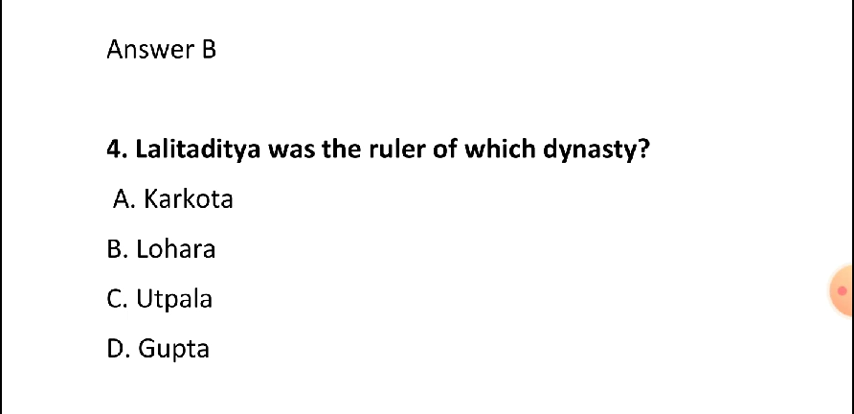 Answer B
4. Lalitaditya was the ruler of which dynasty?
A. Karkota
B. Lohara
C. Utpala
D. Gupta